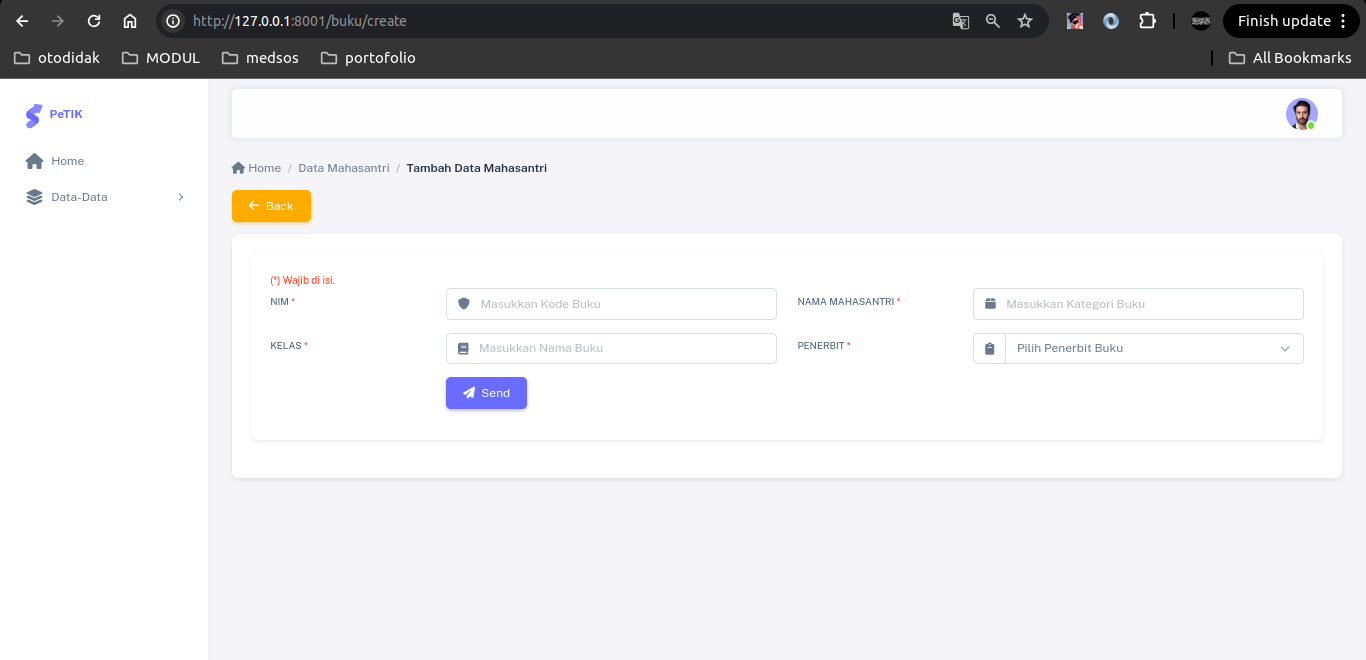 http://127.0.0.1:8001/buku/create
Finish update
otodidak MODUL medsos portofolio All Bookmarks
PeTIK
Home
Data-Data
Home / Data Mahasantri / Tambah Data Mahasantri
Back
(*) Wajib di isi.
NIM * Masukkan Kode Buku NAMA MAHASANTRI * Masukkan Kategori Buku
KELAS * Masukkan Nama Buku PENERBIT * Pilih Penerbit Buku
Send